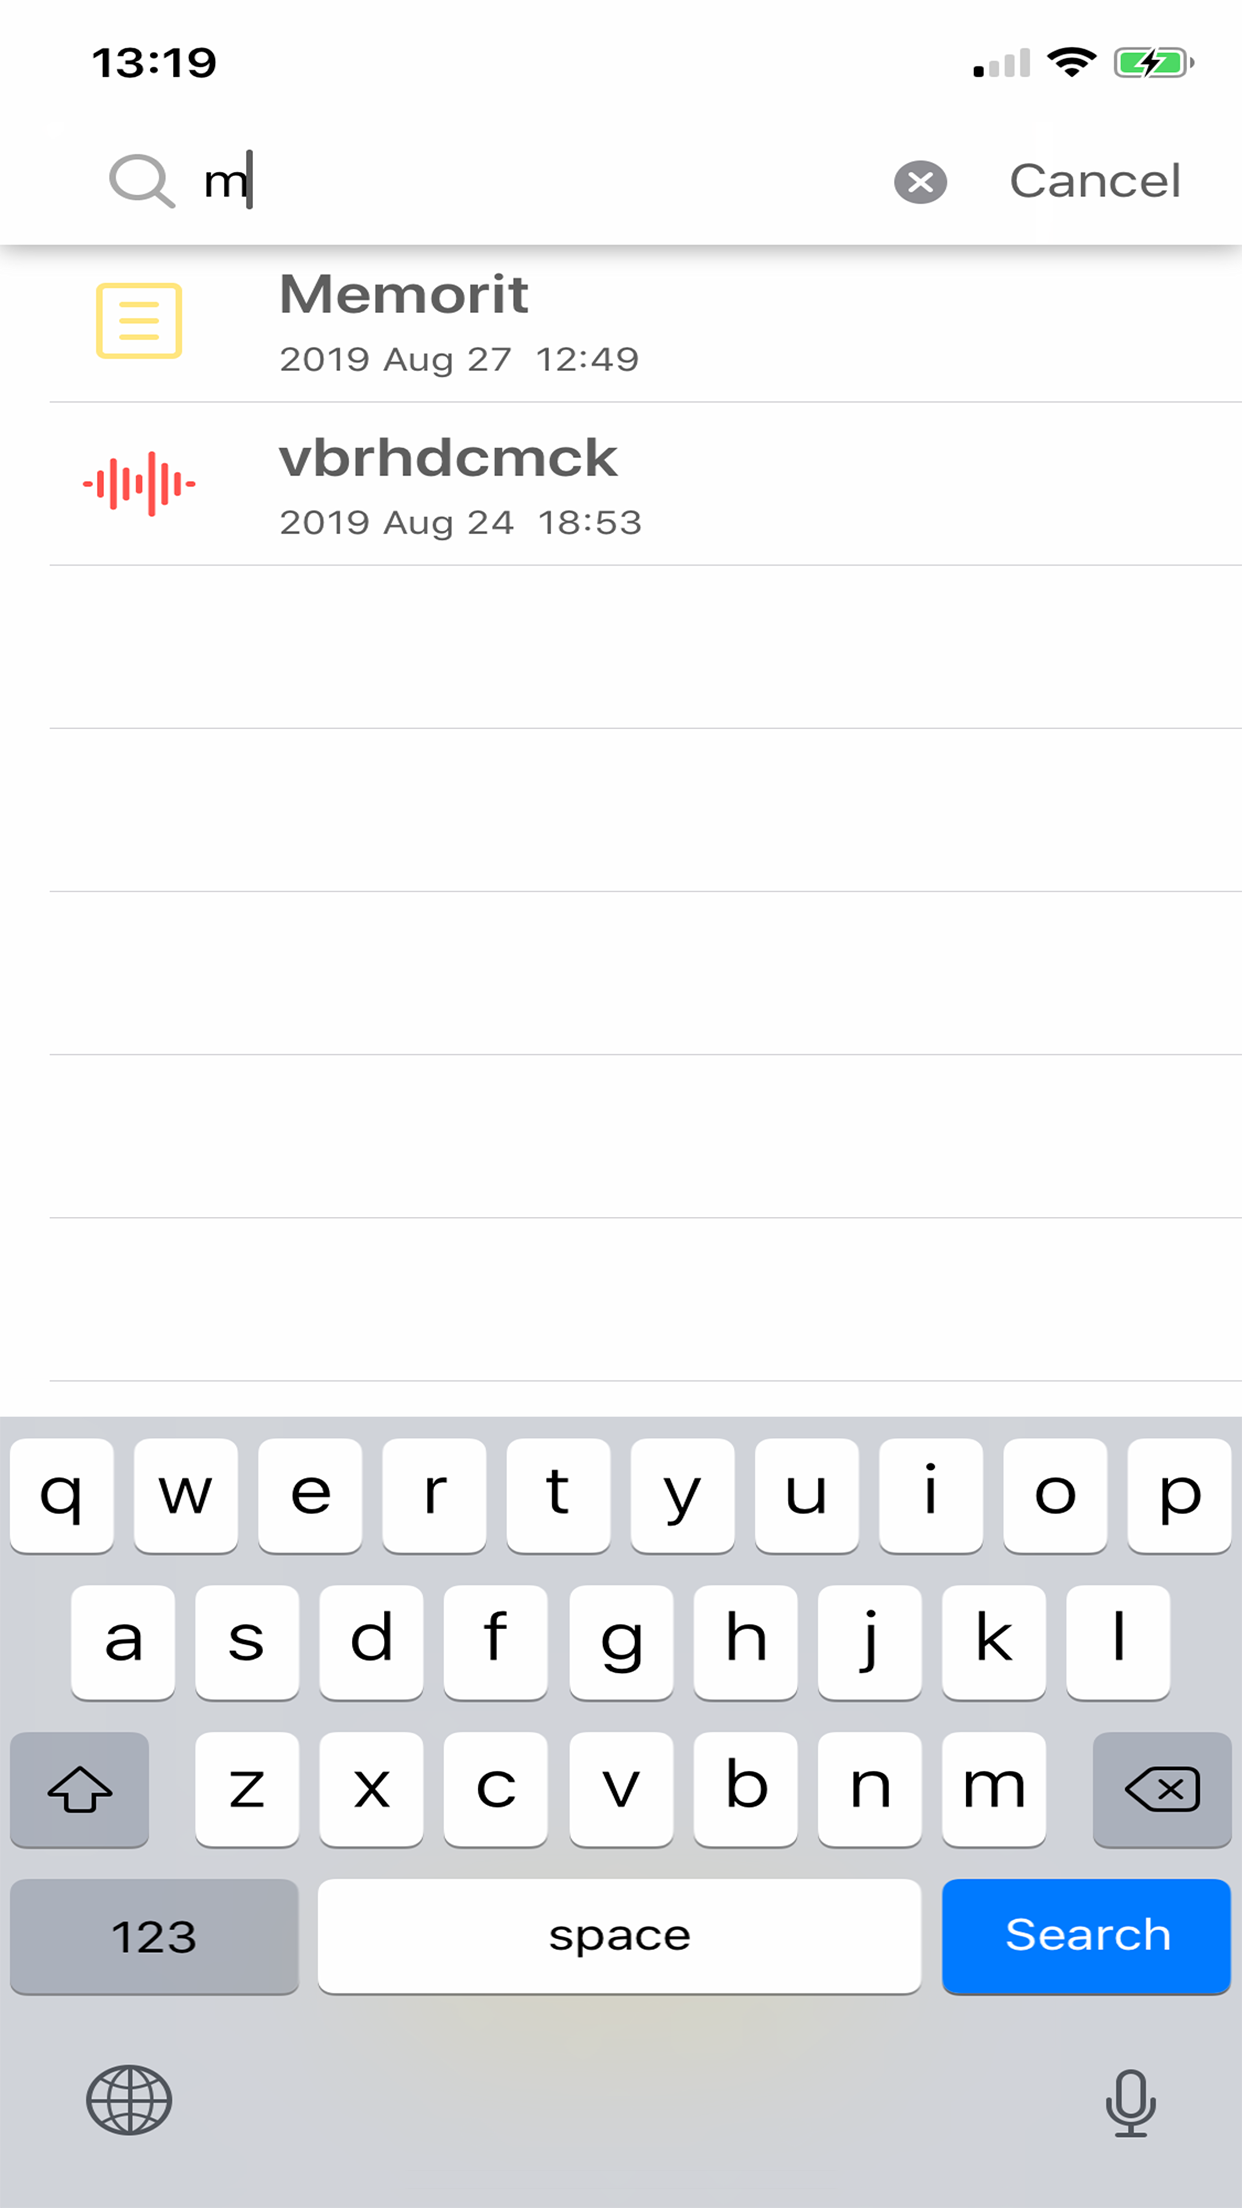 13:19
m
Cancel
Memorit
2019 Aug 27 12:49
vbrhdcmck
2019 Aug 24 18:53
q w e r t y u i o p
a s d f g h j k l
z x c v b n m
123 space Search